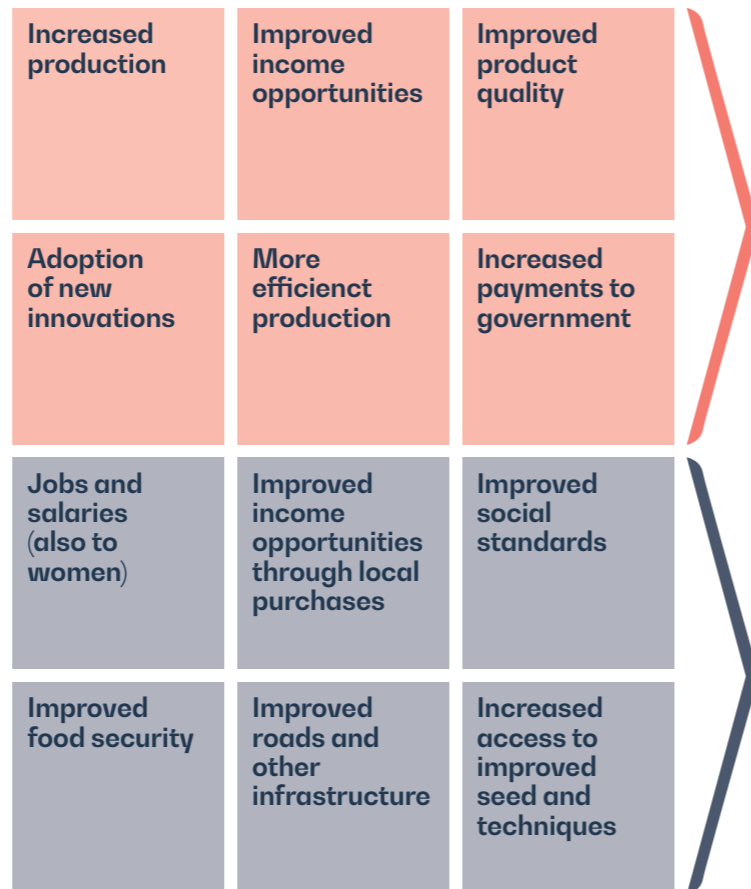 Increased
production
Improved
income
opportunities
Improved
product
quality
Adoption
of new
innovations
More
efficienct
production
Increased
payments to
government
Jobs and
salaries
(also to
women)
Improved
income
opportunities
through local
purchases
Improved
social
standards
Improved
food security
Improved
roads and
other
infrastructure
Increased
access to
improved
seed and
techniques